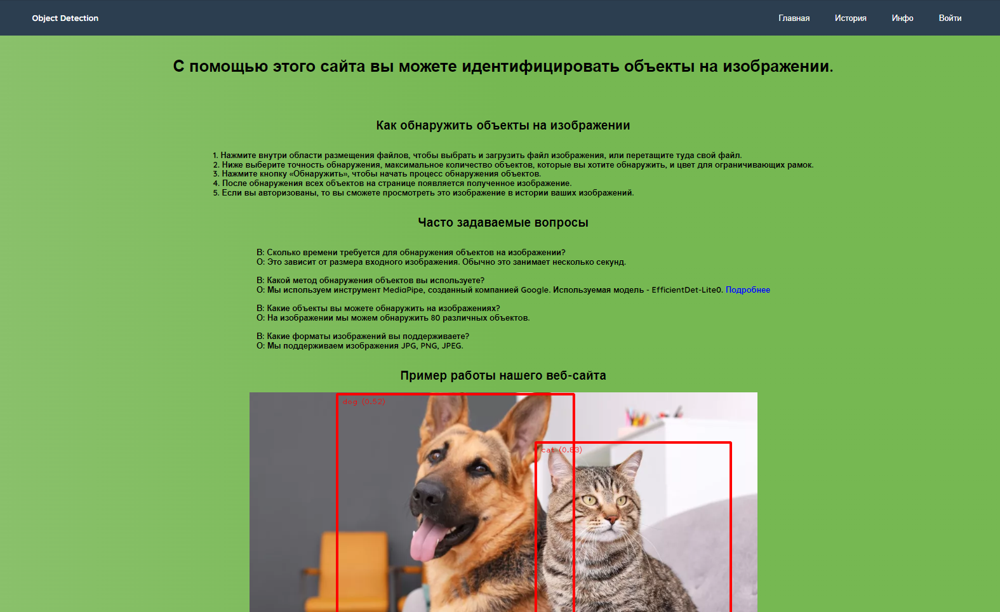 Object Detection
Главная
История
Инфо
Войти
С помощью этого сайта вы можете идентифицировать объекты на изображении.
Как обнаружить объекты на изображении
1. Нажмите внутри области размещения файлов, чтобы выбрать и загрузить файл изображения, или перетащите туда свой файл.
2. Ниже выберите точность обнаружения, максимальное количество объектов, которые вы хотите обнаружить, и цвет для ограничивающих рамок.
3. Нажмите кнопку «Обнаружить», чтобы начать процесс обнаружения объектов.
4. После обнаружения всех объектов на странице появляется полученное изображение.
5. Если вы авторизованы, то вы сможете просмотреть это изображение в истории ваших изображений.
Часто задаваемые вопросы
В: Сколько времени требуется для обнаружения объектов на изображении?
О: Это зависит от размера входного изображения. Обычно это занимает несколько секунд.
В: Какой метод обнаружения объектов вы используете?
О: Мы используем инструмент MediaPipe, созданный компанией Google. Используемая модель - EfficientDet-Lite0. Подробнее
В: Какие объекты вы можете обнаружить на изображениях?
О: На изображении мы можем обнаружить 80 различных объектов.
В: Какие форматы изображений вы поддерживаете?
О: Мы поддерживаем изображения JPG, PNG, JPEG.
Пример работы нашего веб-сайта
dog (0.52)
cat (0.83)